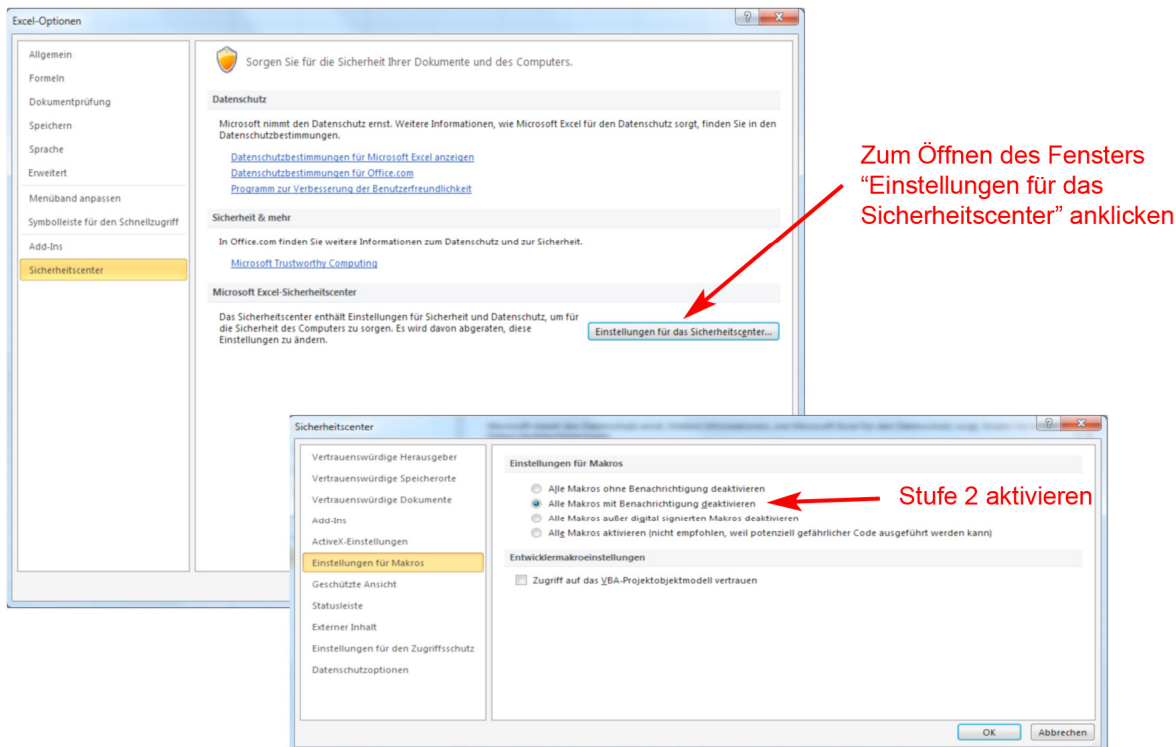 Excel-Optionen
Allgemein
Formeln
Dokumentprüfung
Speichern
Sprache
Erweitert
Menüband anpassen
Symbolleiste für den Schnellzugriff
Add-Ins
Sicherheitscenter
Sorgen Sie für die Sicherheit Ihrer Dokumente und des Computers.
Datenschutz
Microsoft nimmt den Datenschutz ernst. Weitere Informationen, wie Microsoft Excel für den Datenschutz sorgt, finden Sie in den
Datenschutzbestimmungen.
Datenschutzbestimmungen für Microsoft Excel anzeigen
Datenschutzbestimmungen für Office.com
Programm zur Verbesserung der Benutzerfreundlichkeit
Sicherheit & mehr
In Office.com finden Sie weitere Informationen zum Datenschutz und zur Sicherheit.
Microsoft Trustworthy Computing
Microsoft Excel-Sicherheitscenter
Das Sicherheitscenter enthält Einstellungen für Sicherheit und Datenschutz, um für
die Sicherheit des Computers zu sorgen. Es wird davon abgeraten, diese
Einstellungen zu ändern.
Einstellungen für das Sicherheitscenter...
Zum Öffnen des Fensters
“Einstellungen für das
Sicherheitscenter” anklicken
Sicherheitscenter
Vertrauenswürdige Herausgeber
Vertrauenswürdige Speicherorte
Vertrauenswürdige Dokumente
Add-Ins
ActiveX-Einstellungen
Einstellungen für Makros
Geschützte Ansicht
Statusleiste
Externer Inhalt
Einstellungen für den Zugriffsschutz
Datenschutzoptionen
Einstellungen für Makros
Alle Makros ohne Benachrichtigung deaktivieren
Alle Makros mit Benachrichtigung deaktivieren
Alle Makros außer digital signierten Makros deaktivieren
Alle Makros aktivieren (nicht empfohlen, weil potenziell gefährlicher Code ausgeführt werden kann)
Entwicklermakroeinstellungen
Zugriff auf das VBA-Projektobjektmodell vertrauen
Stufe 2 aktivieren
OK
Abbrechen